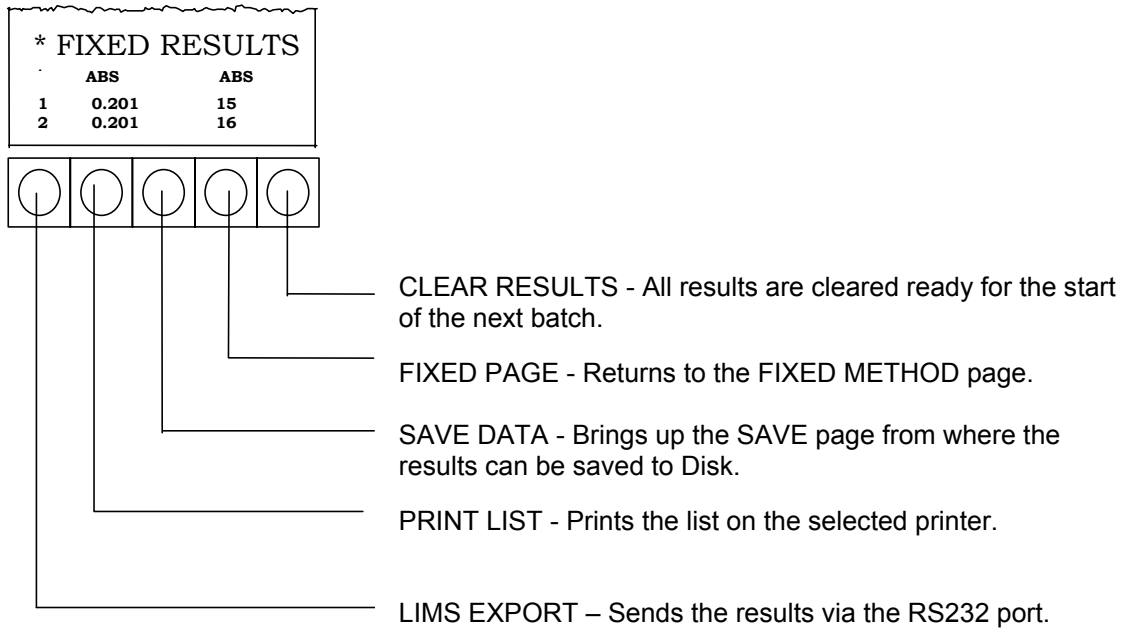 * FIXED RESULTS
ABS ABS
1 0.201 15
2 0.201 16
CLEAR RESULTS - All results are cleared ready for the start
of the next batch.
FIXED PAGE - Returns to the FIXED METHOD page.
SAVE DATA - Brings up the SAVE page from where the
results can be saved to Disk.
PRINT LIST - Prints the list on the selected printer.
LIMS EXPORT – Sends the results via the RS232 port.